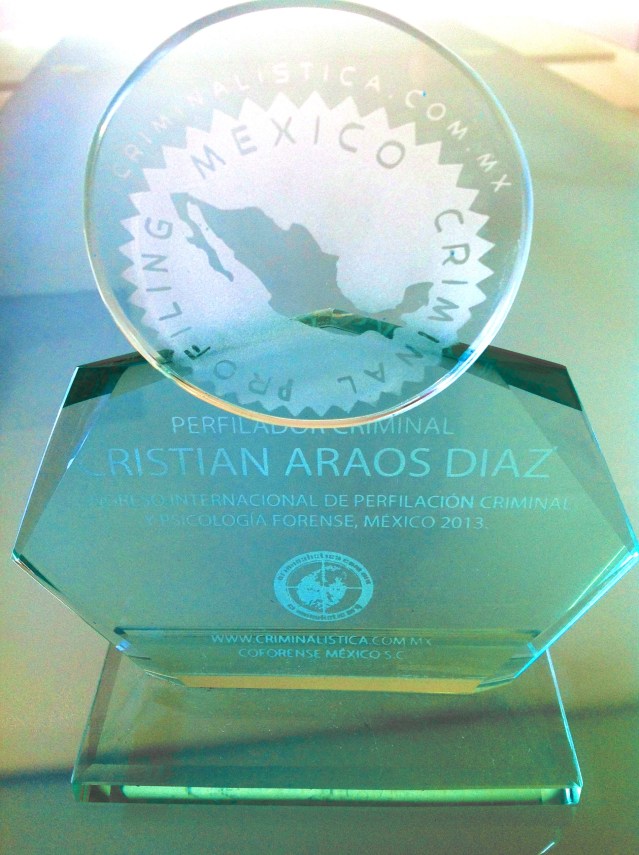 CRIMINALISTICA.COM.MX
MEXICO
CRIMINAL PROFILING
PERFILADOR CRIMINAL
CRISTIAN ARAOS DIAZ
CONGRESO INTERNACIONAL DE PERFILACIÓN CRIMINAL
Y PSICOLOGÍA FORENSE, MÉXICO 2013.
WWW.CRIMINALISTICA.COM.MX
COFORENSE MÉXICO S.C